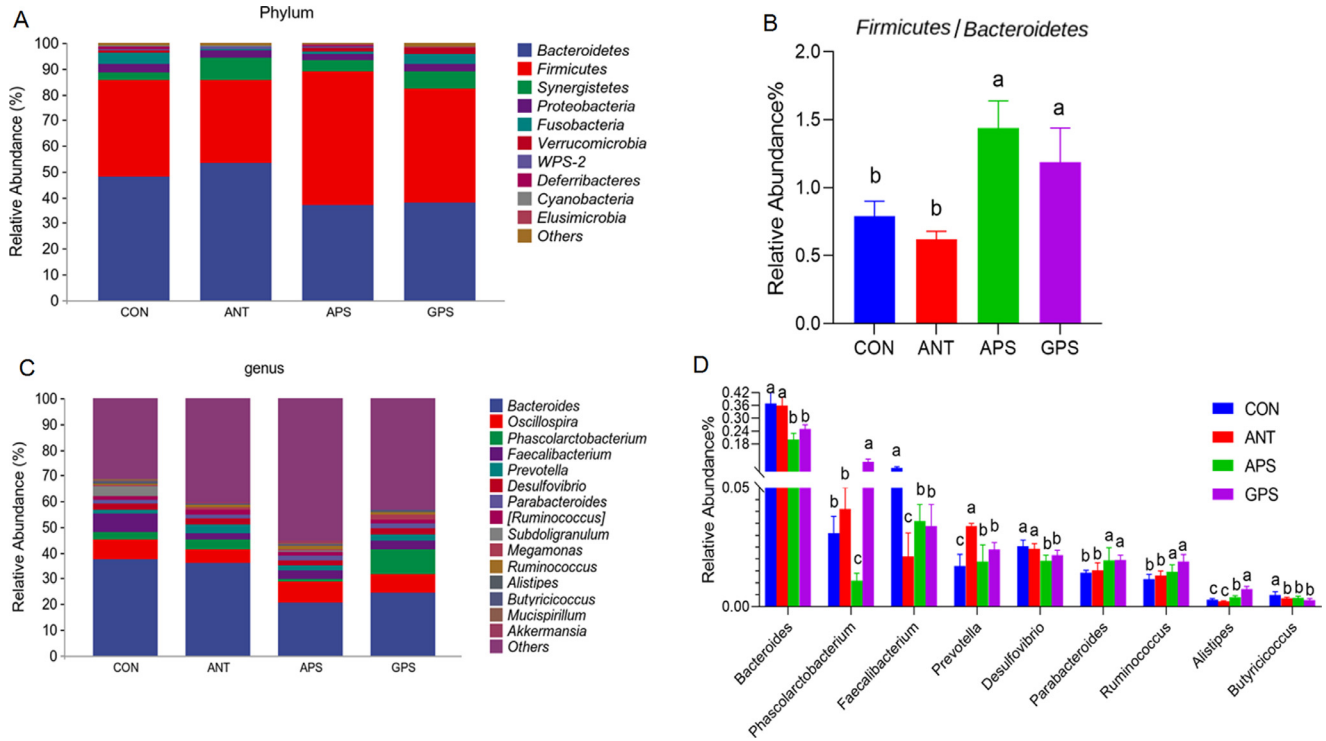 A
Phylum
Relative Abundance (%)
100
90
80
70
60
50
40
30
20
10
0
CON ANT APS GPS
Bacteroidetes
Firmicutes
Synergistetes
Proteobacteria
Fusobacteria
Verrucomicrobia
WPS-2
Deferribacteres
Cyanobacteria
Elusimicrobia
Others
B
Firmicutes/Bacteroidetes
Relative Abundance%
2.0
1.5
1.0
0.5
0.0
b b a a
CON ANT APS GPS
C
genus
Relative Abundance (%)
100
90
80
70
60
50
40
30
20
10
0
CON ANT APS GPS
Bacteroides
Oscillospira
Phascolarctobacterium
Faecalibacterium
Prevotella
Desulfovibrio
Parabacteroides
[Ruminococcus]
Subdoligranulum
Megamonas
Ruminococcus
Alistipes
Butyricicoccus
Mucispirillum
Akkermansia
Others
D
Relative Abundance%
0.42
0.36
0.30
0.24
0.18
0.05
0.00
a a b b
b b c a
a c b b
c a b b
a a b b
b b a a
b b a a
c c b a
a b b b
Bacteroides
Phascolarctobacterium
Faecalibacterium
Prevotella
Desulfovibrio
Parabacteroides
Ruminococcus
Alistipes
Butyricicoccus
CON
ANT
APS
GPS